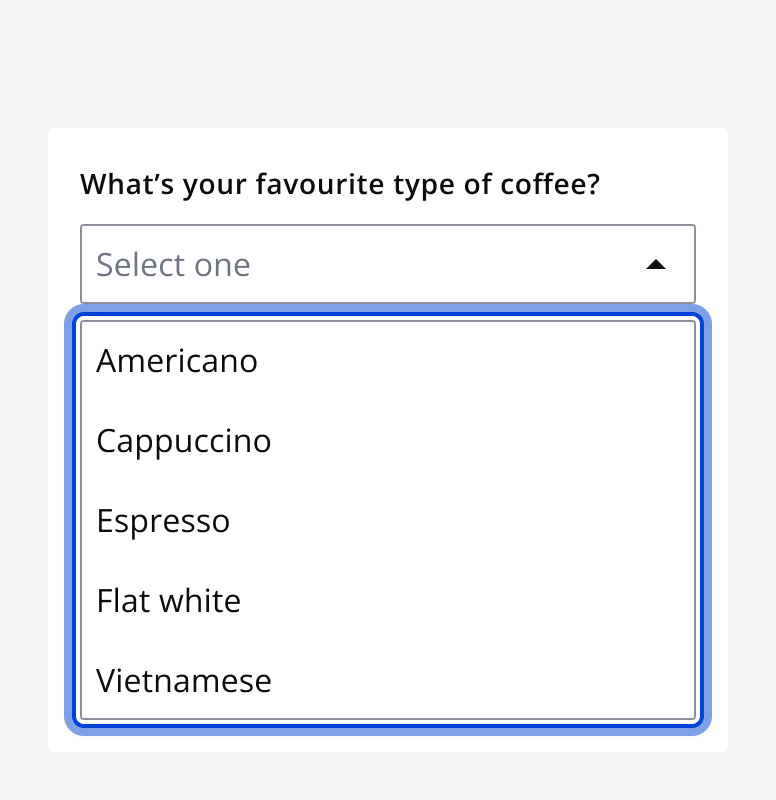 What’s your favourite type of coffee?
Select one
Americano
Cappuccino
Espresso
Flat white
Vietnamese